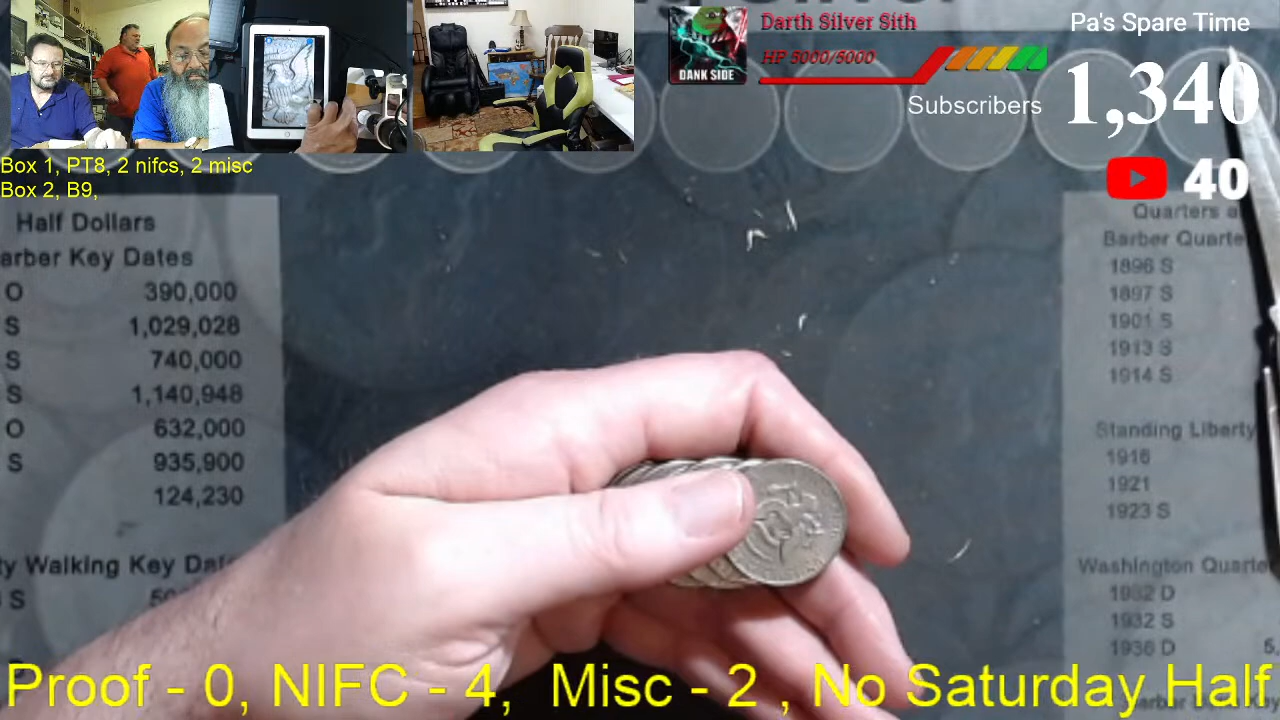 Darth Silver Sith
HP 5000/5000
DANK SIDE
Pa's Spare Time
Subscribers 1,340
40
Box 1, PT8, 2 nifcs, 2 misc
Box 2, B9,
Half Dollars
arber Key Dates
O 390,000
S 1,029,028
S 740,000
S 1,140,948
O 632,000
S 935,900
124,230
ty Walking Key Dat
S
Quarters a
Barber Quarte
1896 S
1897 S
1901 S
1913 S
1914 S
Standing Liberty
1916
1921
1923 S
Washington Quarte
1932 D
1932 S
1936 D 5,
Proof - 0, NIFC - 4, Misc - 2 , No Saturday Half